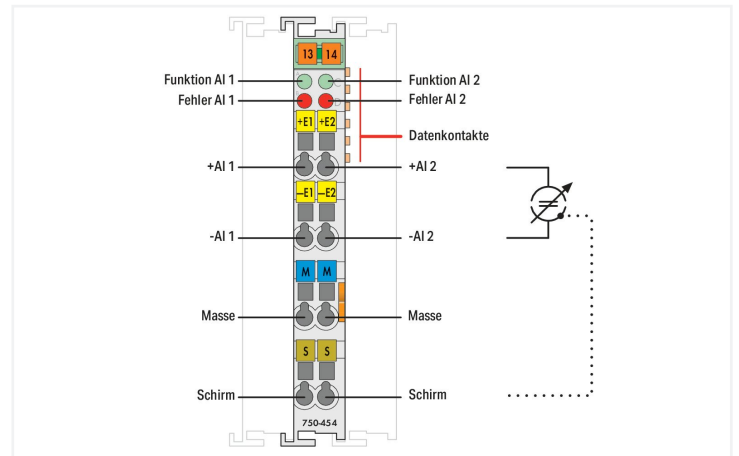 13 14
Funktion AI 1
Funktion AI 2
C
Fehler AI 1
Fehler AI 2
D
+E1 +E2
Datenkontakte
+AI 1
+AI 2
–E1 –E2
-AI 1
-AI 2
M M
Masse
Masse
S S
Schirm
Schirm
750-454